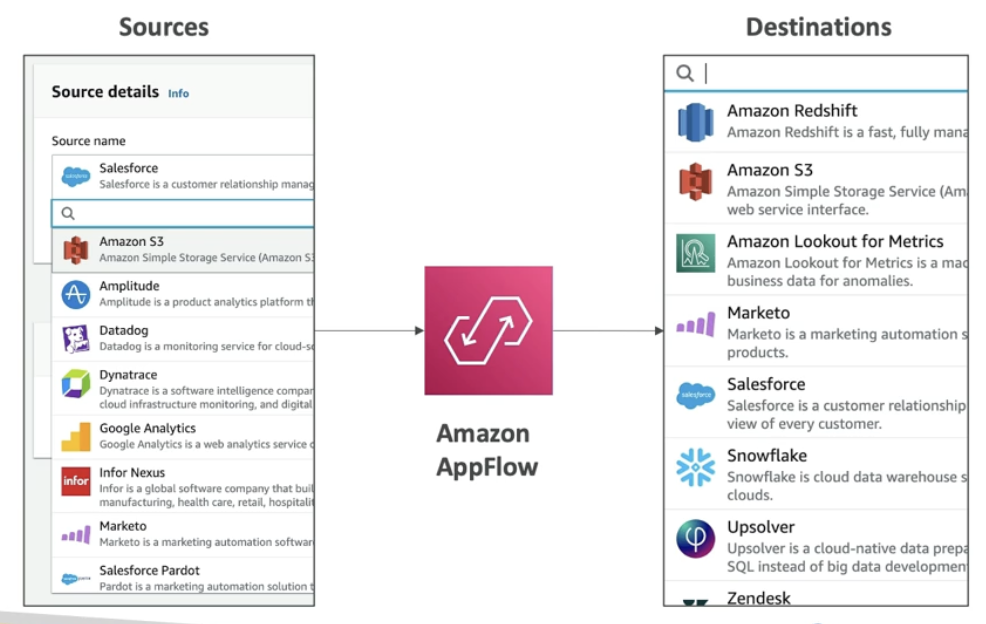 Sources
Source details Info
Source name
Salesforce
Salesforce is a customer relationship manag
Amazon S3
Amazon Simple Storage Service (Amazon S3
Amplitude
Amplitude is a product analytics platform th
Datadog
Datadog is a monitoring service for cloud-sc
Dynatrace
Dynatrace is a software intelligence compar
cloud infrastructure monitoring, and digital
Google Analytics
Google Analytics is a web analytics service o
infor
Infor Nexus
Infor is a global software company that buil
manufacturing, health care, retail, hospitali
Marketo
Marketo is a marketing automation softwar
Salesforce Pardot
Pardot is a marketing automation solution t
Amazon
AppFlow
Destinations
Amazon Redshift
Amazon Redshift is a fast, fully mana
Amazon S3
Amazon Simple Storage Service (Am
web service interface.
Amazon Lookout for Metrics
Amazon Lookout for Metrics is a mac
business data for anomalies.
Marketo
Marketo is a marketing automation s
products.
salesforce
Salesforce
Salesforce is a customer relationship
view of every customer.
Snowflake
Snowflake is cloud data warehouse s
clouds.
Upsolver
Upsolver is a cloud-native data prepa
SQL instead of big data developmen
Zendesk